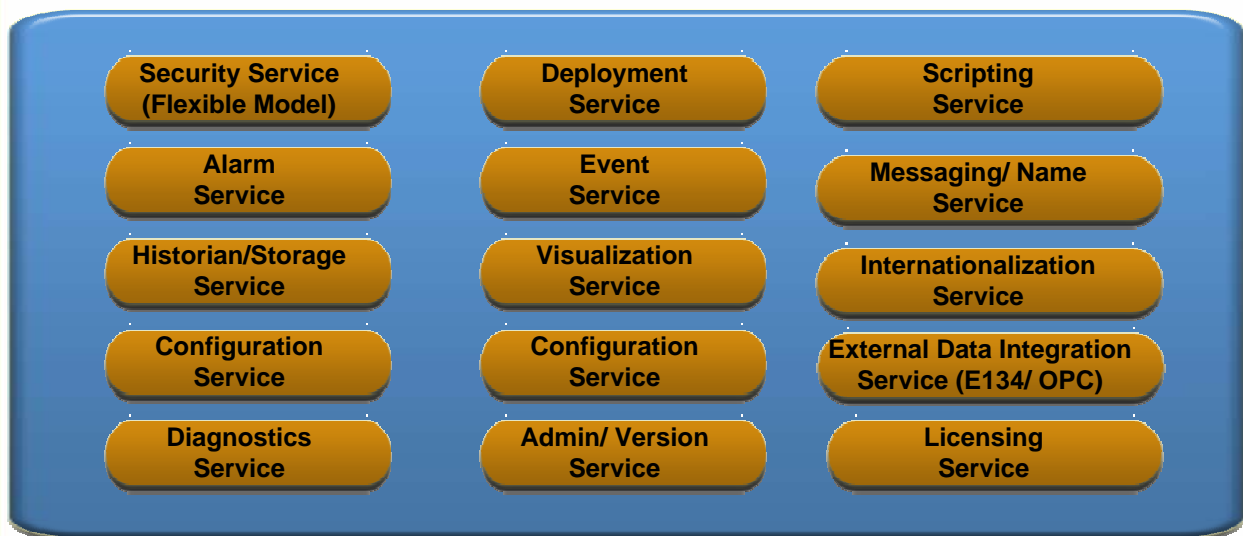 Security Service
(Flexible Model)
Deployment
Service
Scripting
Service
Alarm
Service
Event
Service
Messaging/ Name
Service
Historian/Storage
Service
Visualization
Service
Internationalization
Service
Configuration
Service
Configuration
Service
External Data Integration
Service (E134/ OPC)
Diagnostics
Service
Admin/ Version
Service
Licensing
Service